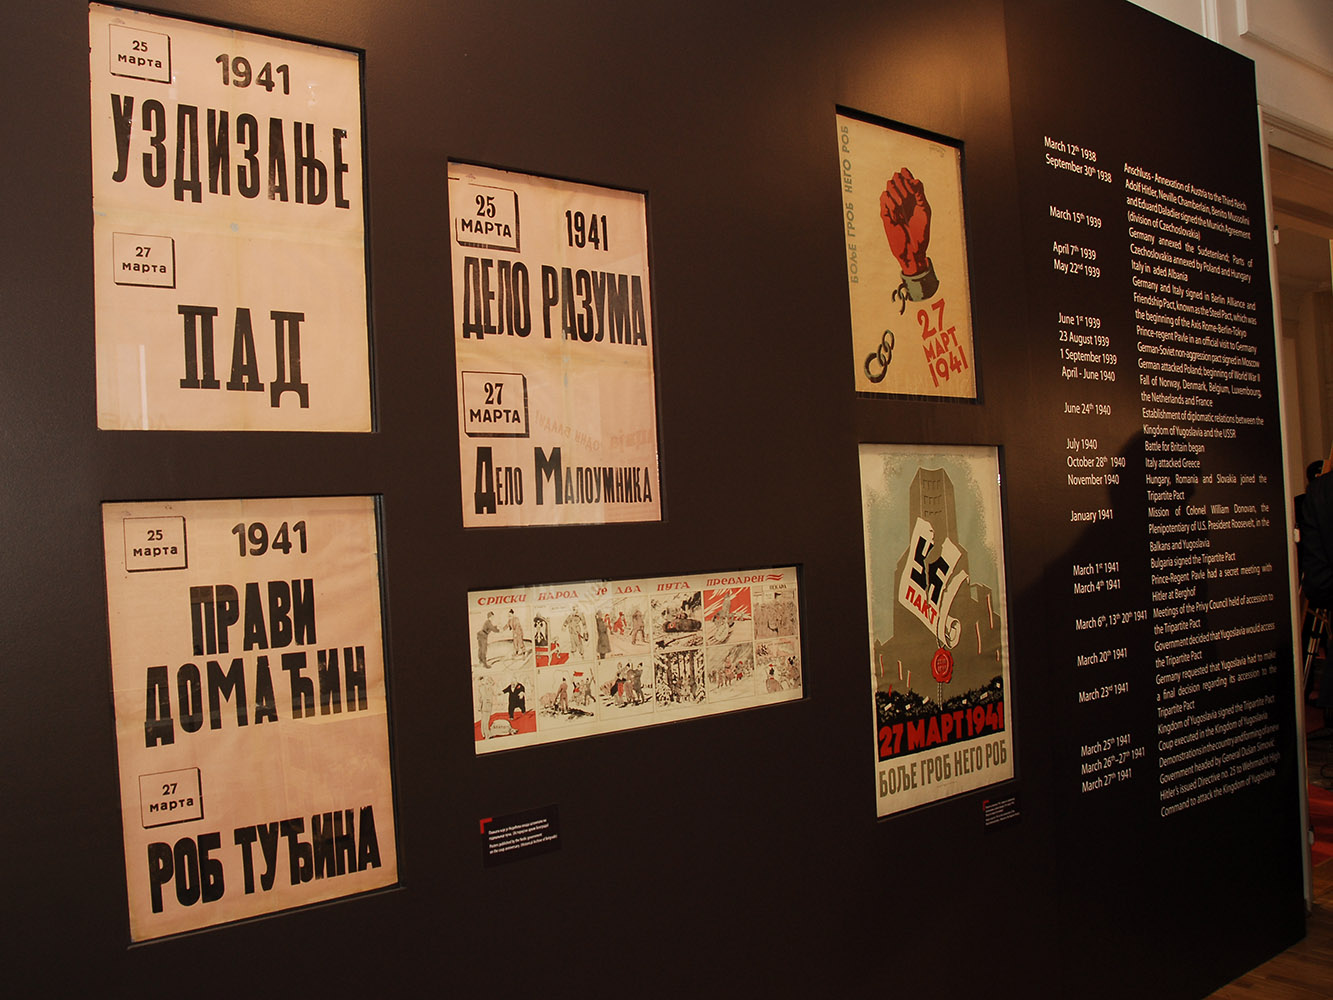 25
марта
1941
УЗДИЗАЊЕ
27
марта
ПАД
25
марта
1941
ПРАВИ
ДОМАЋИН
27
марта
РОБ ТУЂИНА
25
МАРТА
1941
ДЕЛО РАЗУМА
27
МАРТА
Дело Малоумника
СРПСКИ НАРОД ЈЕ ДВА ПУТА ПРЕВАРЕН
БОЉЕ ГРОБ НЕГО РОБ
27
МАРТ
1941
ПАКТ
27 МАРТ 1941
БОЉЕ ГРОБ НЕГО РОБ
March 12th 1938
Anschluss - Annexation of Austria to the Third Reich
September 30th 1938
Adolf Hitler, Neville Chamberlain, Benito Mussolini
and Eduard Daladier signed the Munich Agreement
(division of Czechoslovakia)
March 15th 1939
Germany annexed the Sudetenland; Parts of
Czechoslovakia annexed by Poland and Hungary
April 7th 1939
Italy in aded Albania
May 22nd 1939
Germany and Italy signed in Berlin Alliance and
Friendship Pact, known as the Steel Pact, which was
the beginning of the Axis Rome-Berlin-Tokyo
June 1st 1939
Prince-regent Pavle in an official visit to Germany
23 August 1939
German-Soviet non-aggression pact signed in Moscow
1 September 1939
German attacked Poland; beginning of World War II
April - June 1940
Fall of Norway, Denmark, Belgium, Luxembourg,
the Netherlands and France
June 24th 1940
Establishment of diplomatic relations between the
Kingdom of Yugoslavia and the USSR
July 1940
Battle for Britain began
October 28th 1940
Italy attacked Greece
November 1940
Hungary, Romania and Slovakia joined the
Tripartite Pact
January 1941
Mission of Colonel William Donovan, the
Plenipotentiary of U.S. President Roosevelt, in the
Balkans and Yugoslavia
March 1st 1941
Bulgaria signed the Tripartite Pact
March 4th 1941
Prince-Regent Pavle had a secret meeting with
Hitler at Berghof
March 6th, 13th 20th 1941
Meetings of the Privy Council held of accession to
the Tripartite Pact
March 20th 1941
Government decided that Yugoslavia would access
the Tripartite Pact
March 23rd 1941
Germany requested that Yugoslavia had to make
a final decision regarding its accession to the
Tripartite Pact
March 25th 1941
Kingdom of Yugoslavia signed the Tripartite Pact
March 26th-27th 1941
Coup executed in the Kingdom of Yugoslavia
March 27th 1941
Demonstrations in the country and forming of a new
Government headed by General Dušan Simović
Hitler's issued Directive no. 25 to Wehrmacht High
Command to attack the Kingdom of Yugoslavia